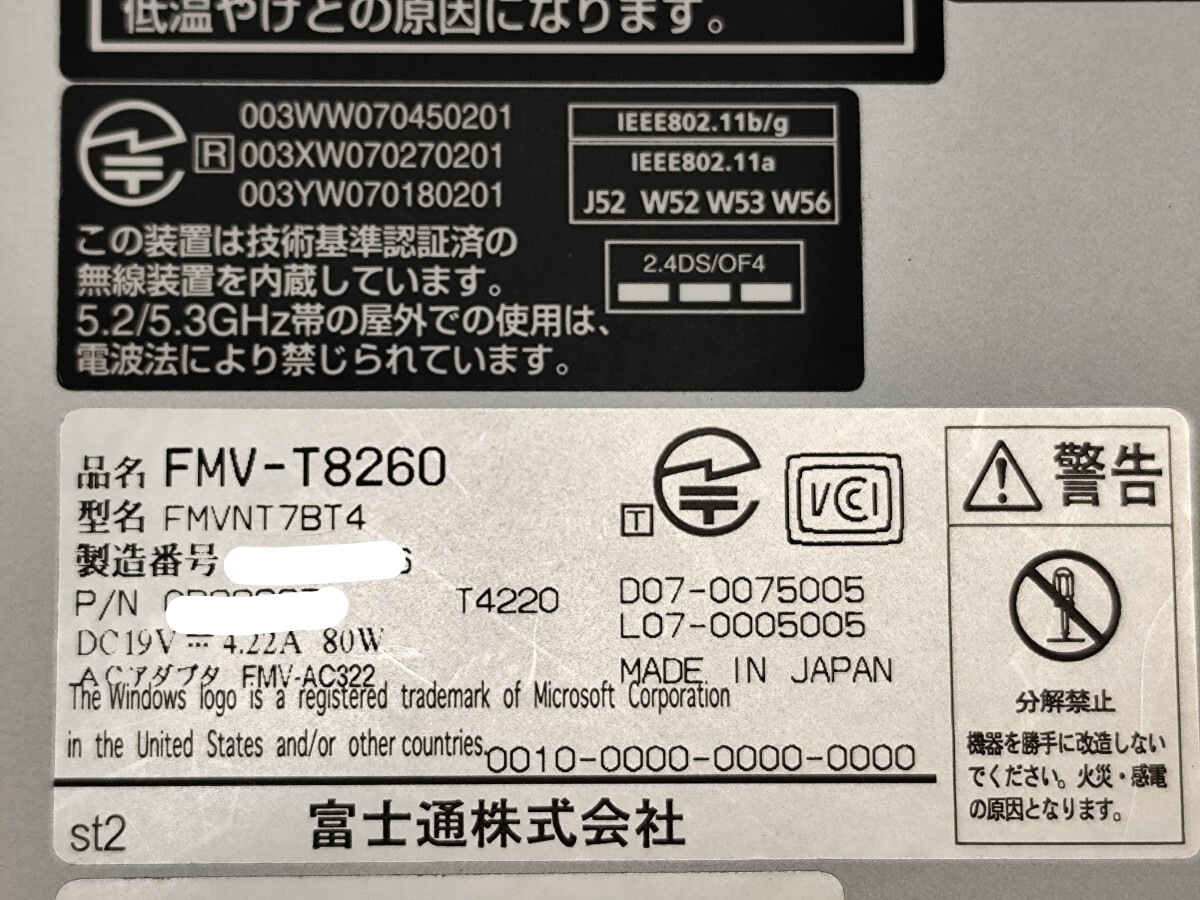 低温やけどの原因になります。
R
003WW070450201
003XW070270201
003YW070180201
IEEE802.11b/g
IEEE802.11a
J52 W52 W53 W56
2.4DS/OF4
この装置は技術基準認証済の
無線装置を内蔵しています。
5.2/5.3GHz帯の屋外での使用は、
電波法により禁じられています。
品名 FMV-T8260
型名 FMVNT7BT4
製造番号
P/N
T4220
DC19V 4.22A 80W
ACアダプタ FMV-AC322
T
VCI
D07-0075005
L07-0005005
MADE IN JAPAN
The Windows logo is a registered trademark of Microsoft Corporation
in the United States and/or other countries.
0010-0000-0000-0000
st2
富士通株式会社
警告
分解禁止
機器を勝手に改造しない
でください。火災・感電
の原因となります。